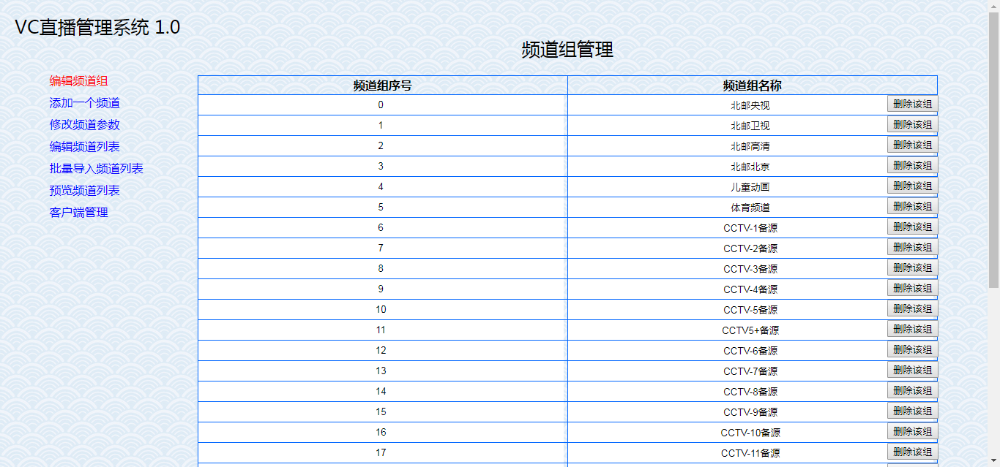 VC直播管理系统 1.0
频道组管理
编辑频道组
添加一个频道
修改频道参数
编辑频道列表
批量导入频道列表
预览频道列表
客户端管理
频道组序号 频道组名称
0 北邮央视 删除该组
1 北邮卫视 删除该组
2 北邮高清 删除该组
3 北邮北京 删除该组
4 儿童动画 删除该组
5 体育频道 删除该组
6 CCTV-1备源 删除该组
7 CCTV-2备源 删除该组
8 CCTV-3备源 删除该组
9 CCTV-4备源 删除该组
10 CCTV-5备源 删除该组
11 CCTV5+备源 删除该组
12 CCTV-6备源 删除该组
13 CCTV-7备源 删除该组
14 CCTV-8备源 删除该组
15 CCTV-9备源 删除该组
16 CCTV-10备源 删除该组
17 CCTV-11备源 删除该组